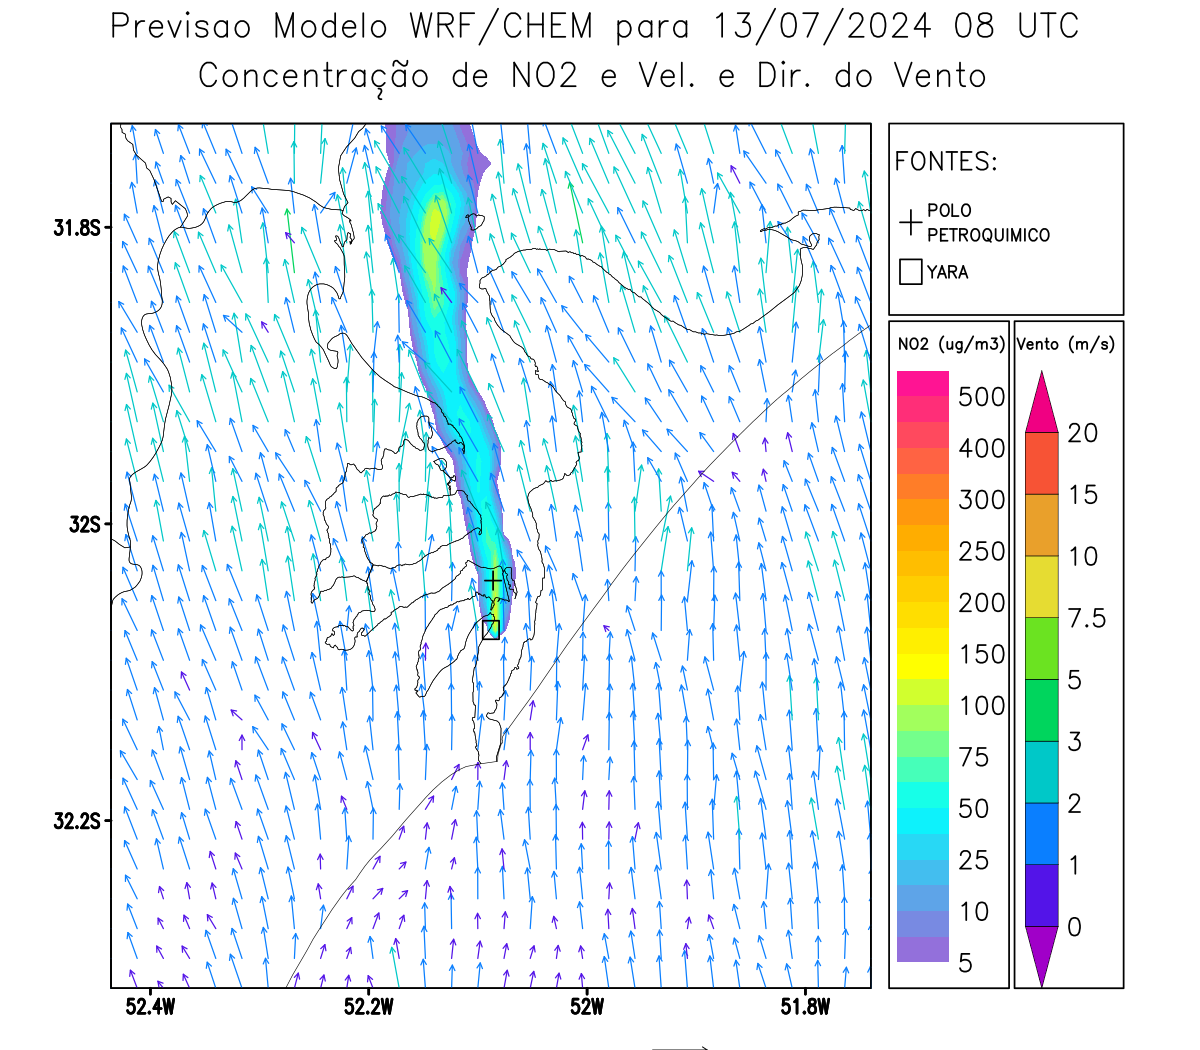 Previsao Modelo WRF/CHEM para 13/07/2024 08 UTC
Concentração de NO2 e Vel. e Dir. do Vento
FONTES:
POLO
PETROQUIMICO
YARA
NO2 (ug/m3)
500
400
300
250
200
150
100
75
50
25
10
5
Vento (m/s)
20
15
10
7.5
5
3
2
1
0
31.8S
32S
32.2S
52.4W
52.2W
52W
51.8W